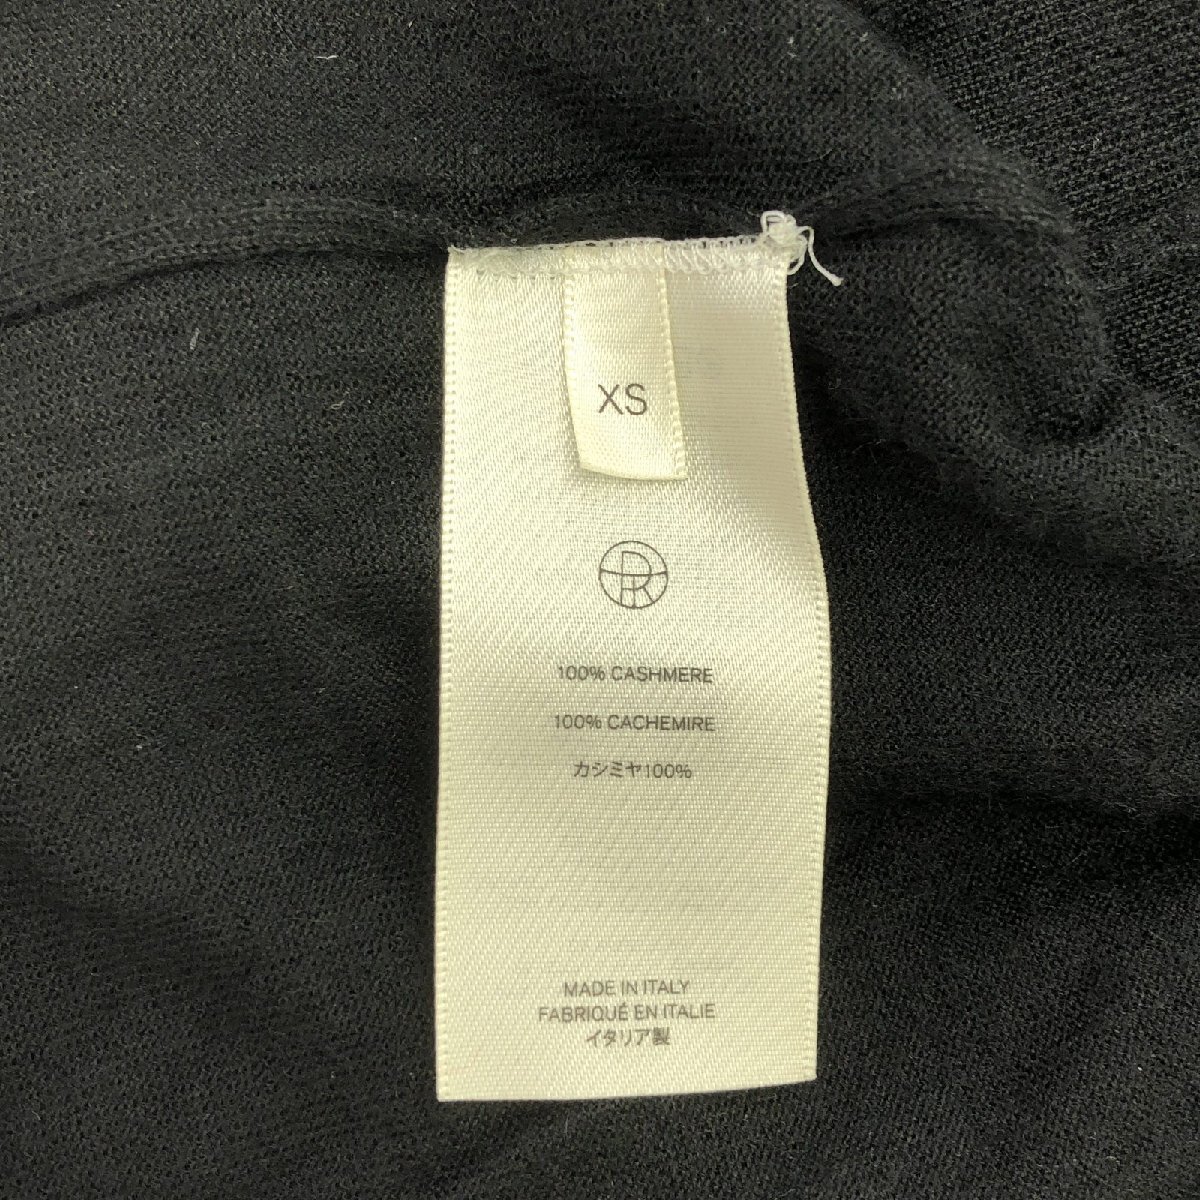 XS
100% CASHMERE
100% CACHEMIRE
カシミヤ100%
MADE IN ITALY
FABRIQUÉ EN ITALIE
イタリア製